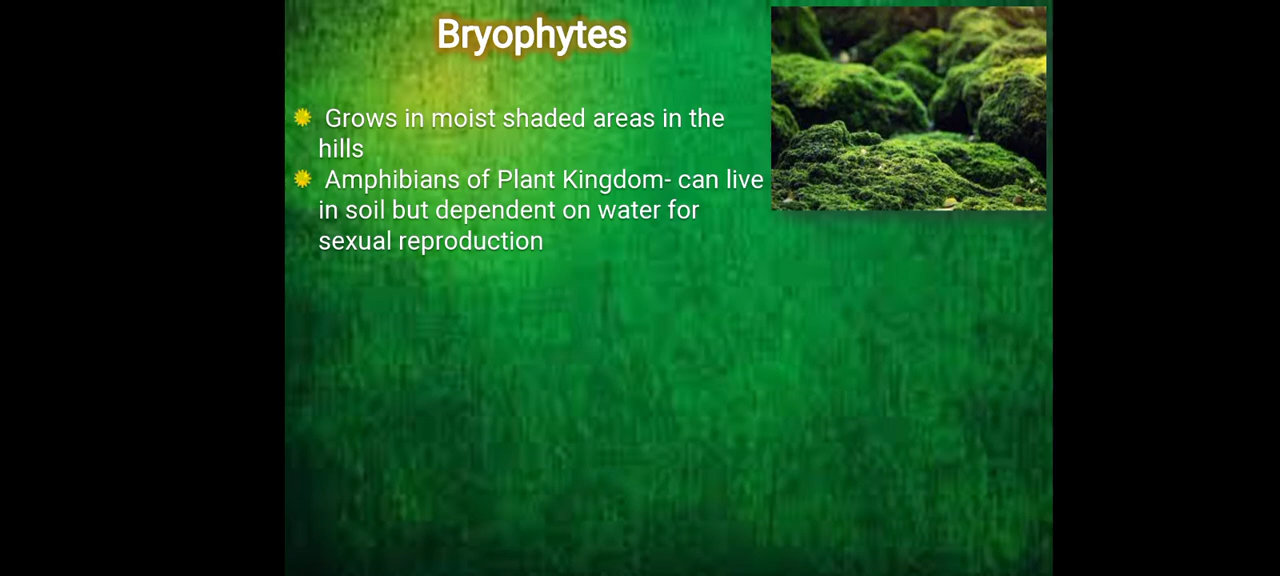 Bryophytes
Grows in moist shaded areas in the
hills
Amphibians of Plant Kingdom- can live
in soil but dependent on water for
sexual reproduction